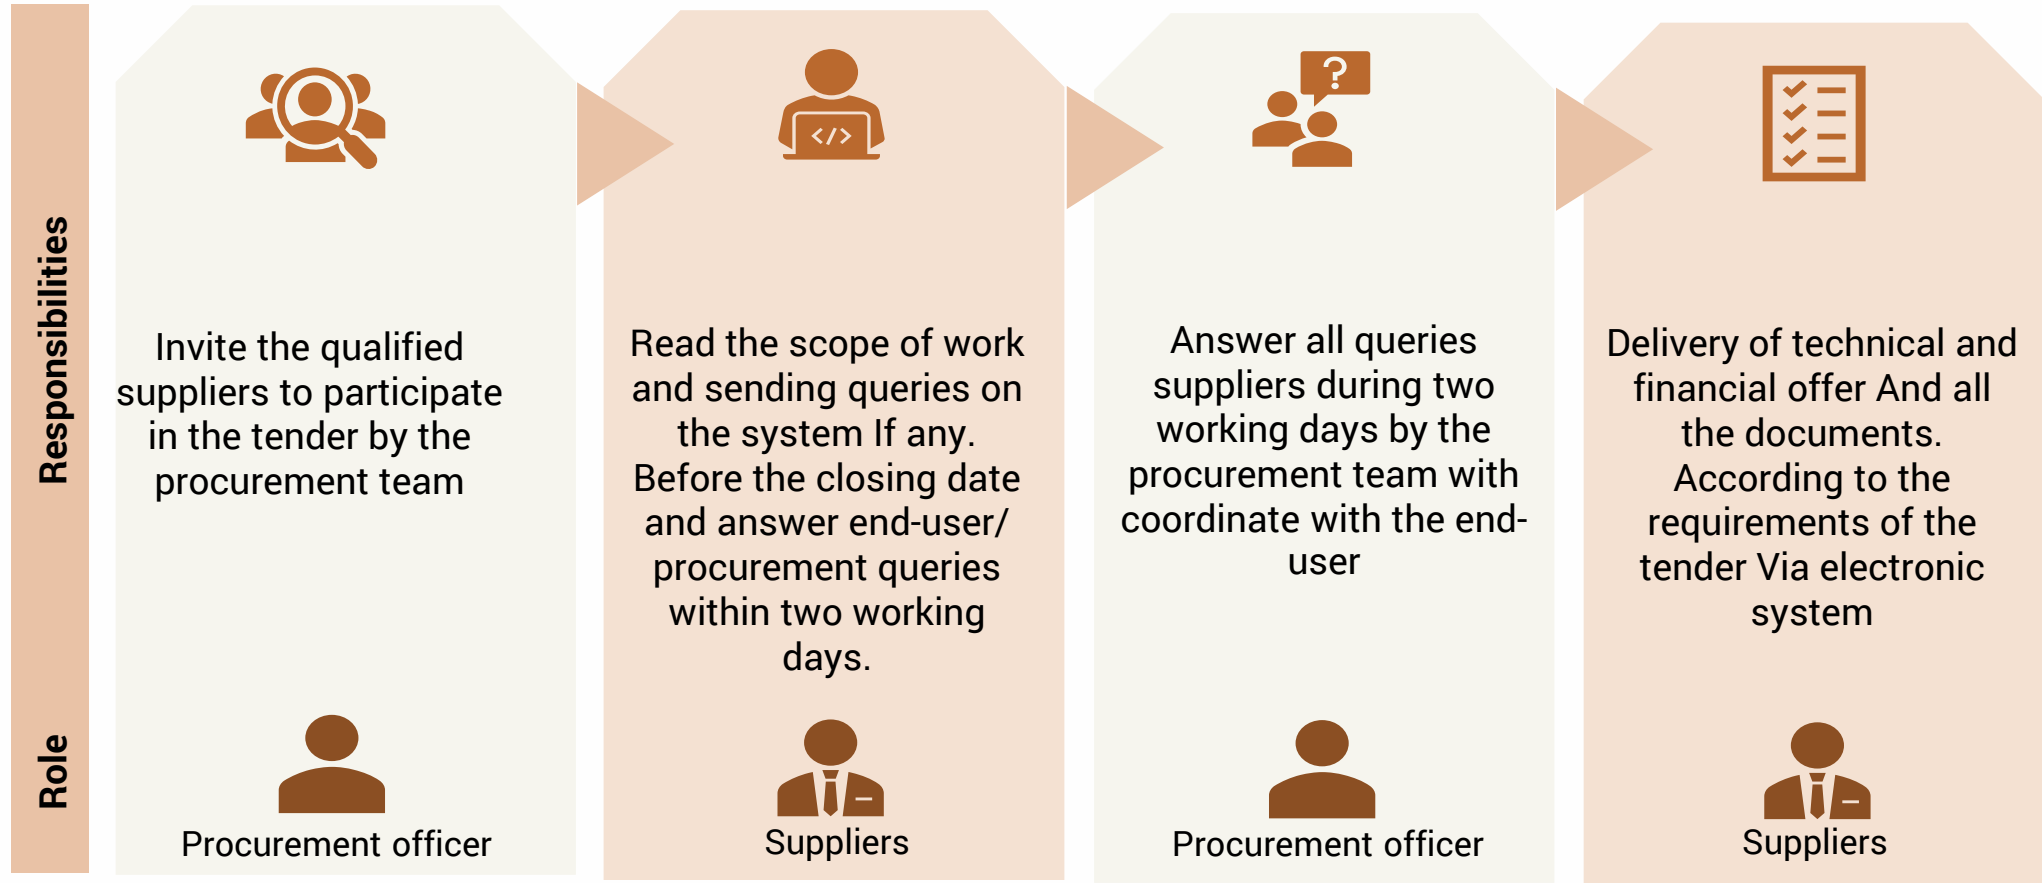 Responsibilities
Invite the qualified
suppliers to participate
in the tender by the
procurement team
Read the scope of work
and sending queries on
the system If any.
Before the closing date
and answer end-user/
procurement queries
within two working
days.
?
Answer all queries
suppliers during two
working days by the
procurement team with
coordinate with the end-
user
Delivery of technical and
financial offer And all
the documents.
According to the
requirements of the
tender Via electronic
system
Role
Procurement officer
</>
Suppliers
Procurement officer
Suppliers